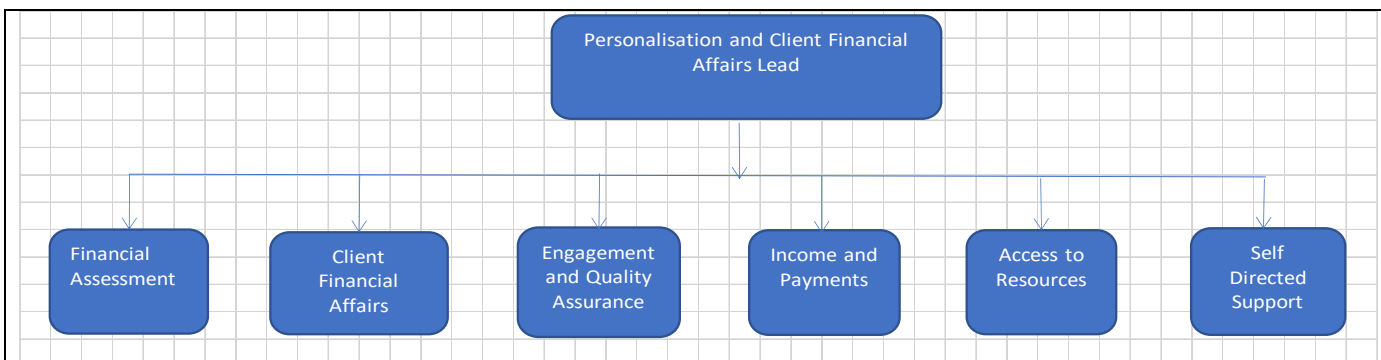 Personalisation and Client Financial
Affairs Lead
Financial
Assessment
Client
Financial
Affairs
Engagement
and Quality
Assurance
Income and
Payments
Access to
Resources
Self
Directed
Support